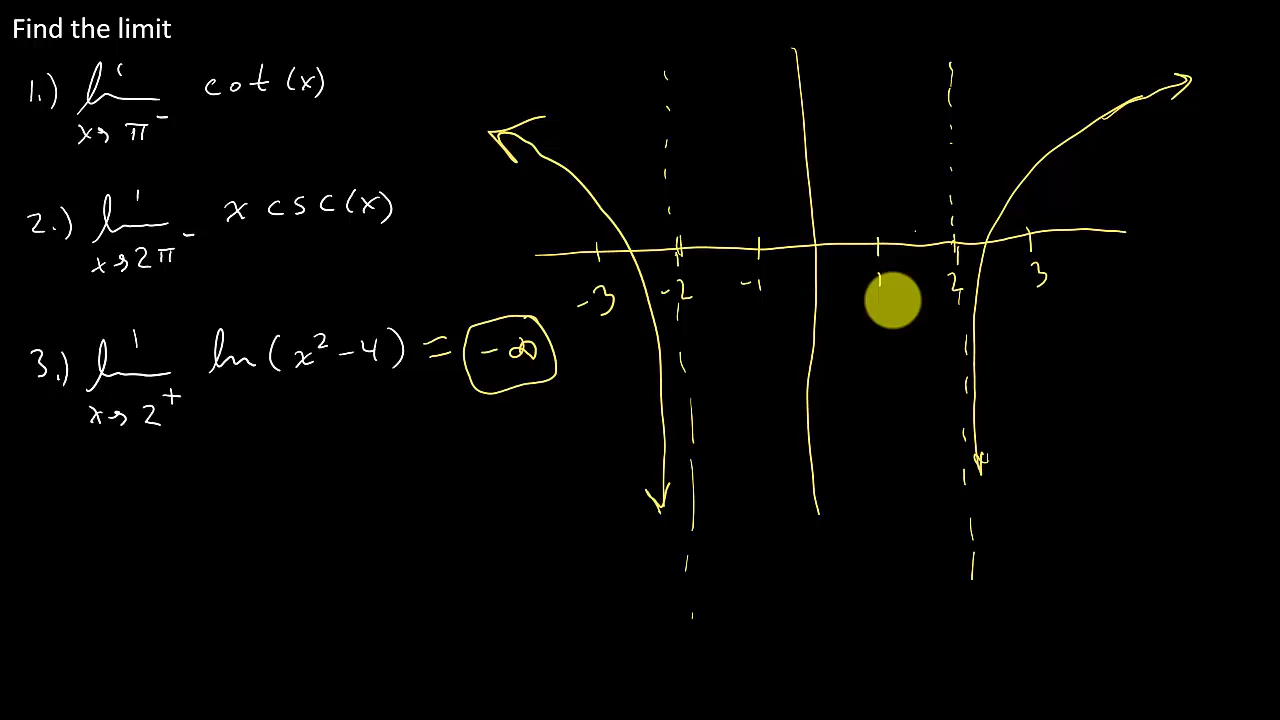 Find the limit
1.) lim x→π⁻ cot(x)
2.) lim x→2π⁻ x csc(x)
3.) lim x→2⁺ ln(x²-4) = -∞
-3 -2 -1 1 2 3